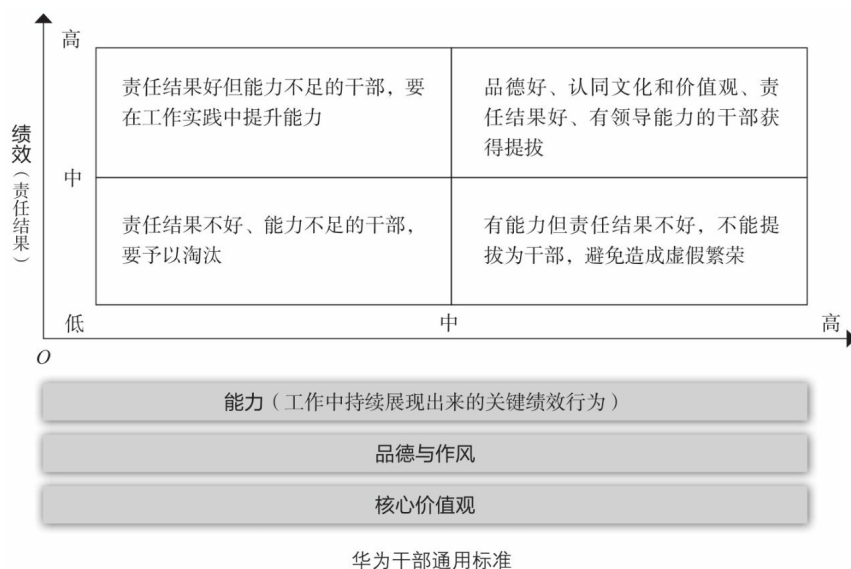 高
责任结果好但能力不足的干部，要
在工作实践中提升能力
品德好、认同文化和价值观、责
任结果好、有领导能力的干部获
得提拔
绩效（责任结果）
中
责任结果不好、能力不足的干部，
要予以淘汰
有能力但责任结果不好，不能提
拔为干部，避免造成虚假繁荣
低
中
高
O
能力（工作中持续展现出来的关键绩效行为）
品德与作风
核心价值观
华为干部通用标准